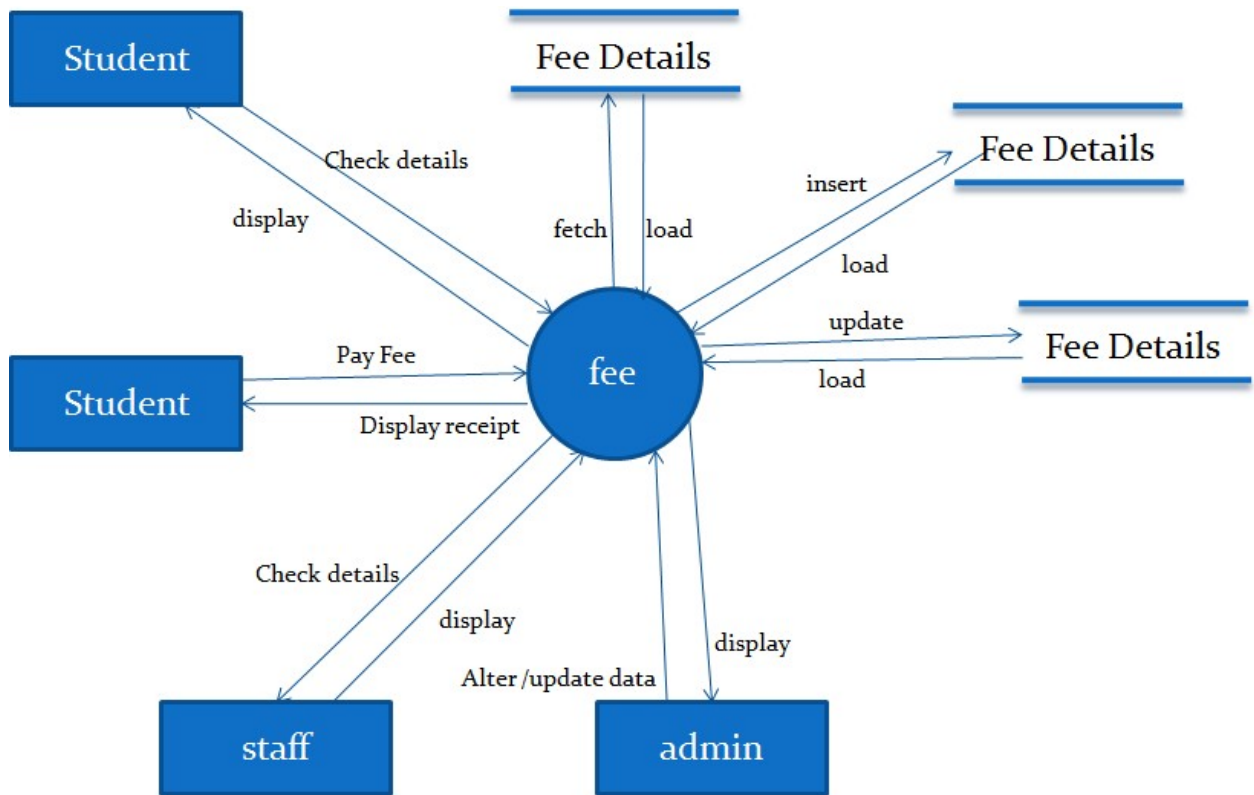 Student
Fee Details
Fee Details
Check details
insert
display
fetch
load
load
update
Fee Details
Pay Fee
fee
load
Student
Display receipt
Check details
display
display
Alter /update data
staff
admin